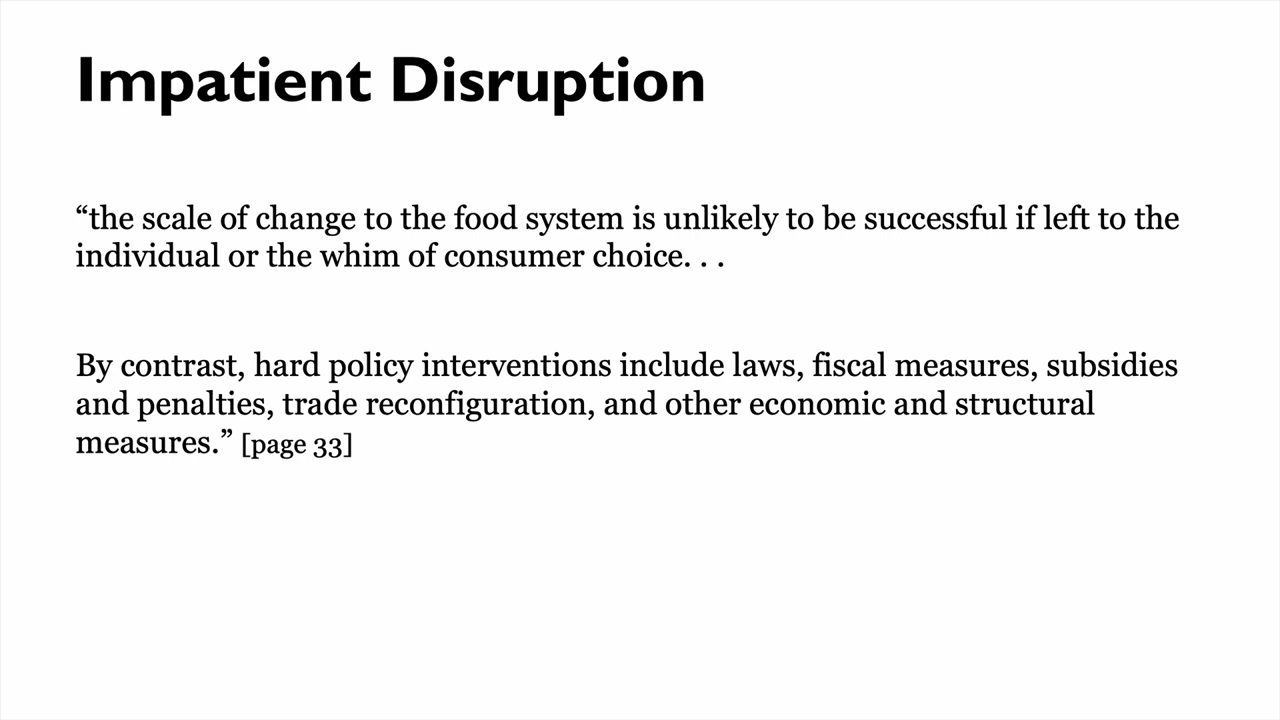 Impatient Disruption
“the scale of change to the food system is unlikely to be successful if left to the
individual or the whim of consumer choice. . .
By contrast, hard policy interventions include laws, fiscal measures, subsidies
and penalties, trade reconfiguration, and other economic and structural
measures.” [page 33]